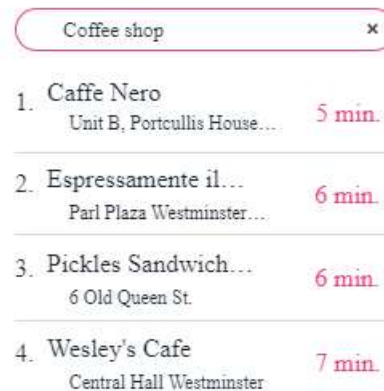 Coffee shop ×
1. Caffe Nero
Unit B, Portcullis House...
5 min.
2. Espressamente il...
Parl Plaza Westminster...
6 min.
3. Pickles Sandwich...
6 Old Queen St.
6 min.
4. Wesley's Cafe
Central Hall Westminster
7 min.